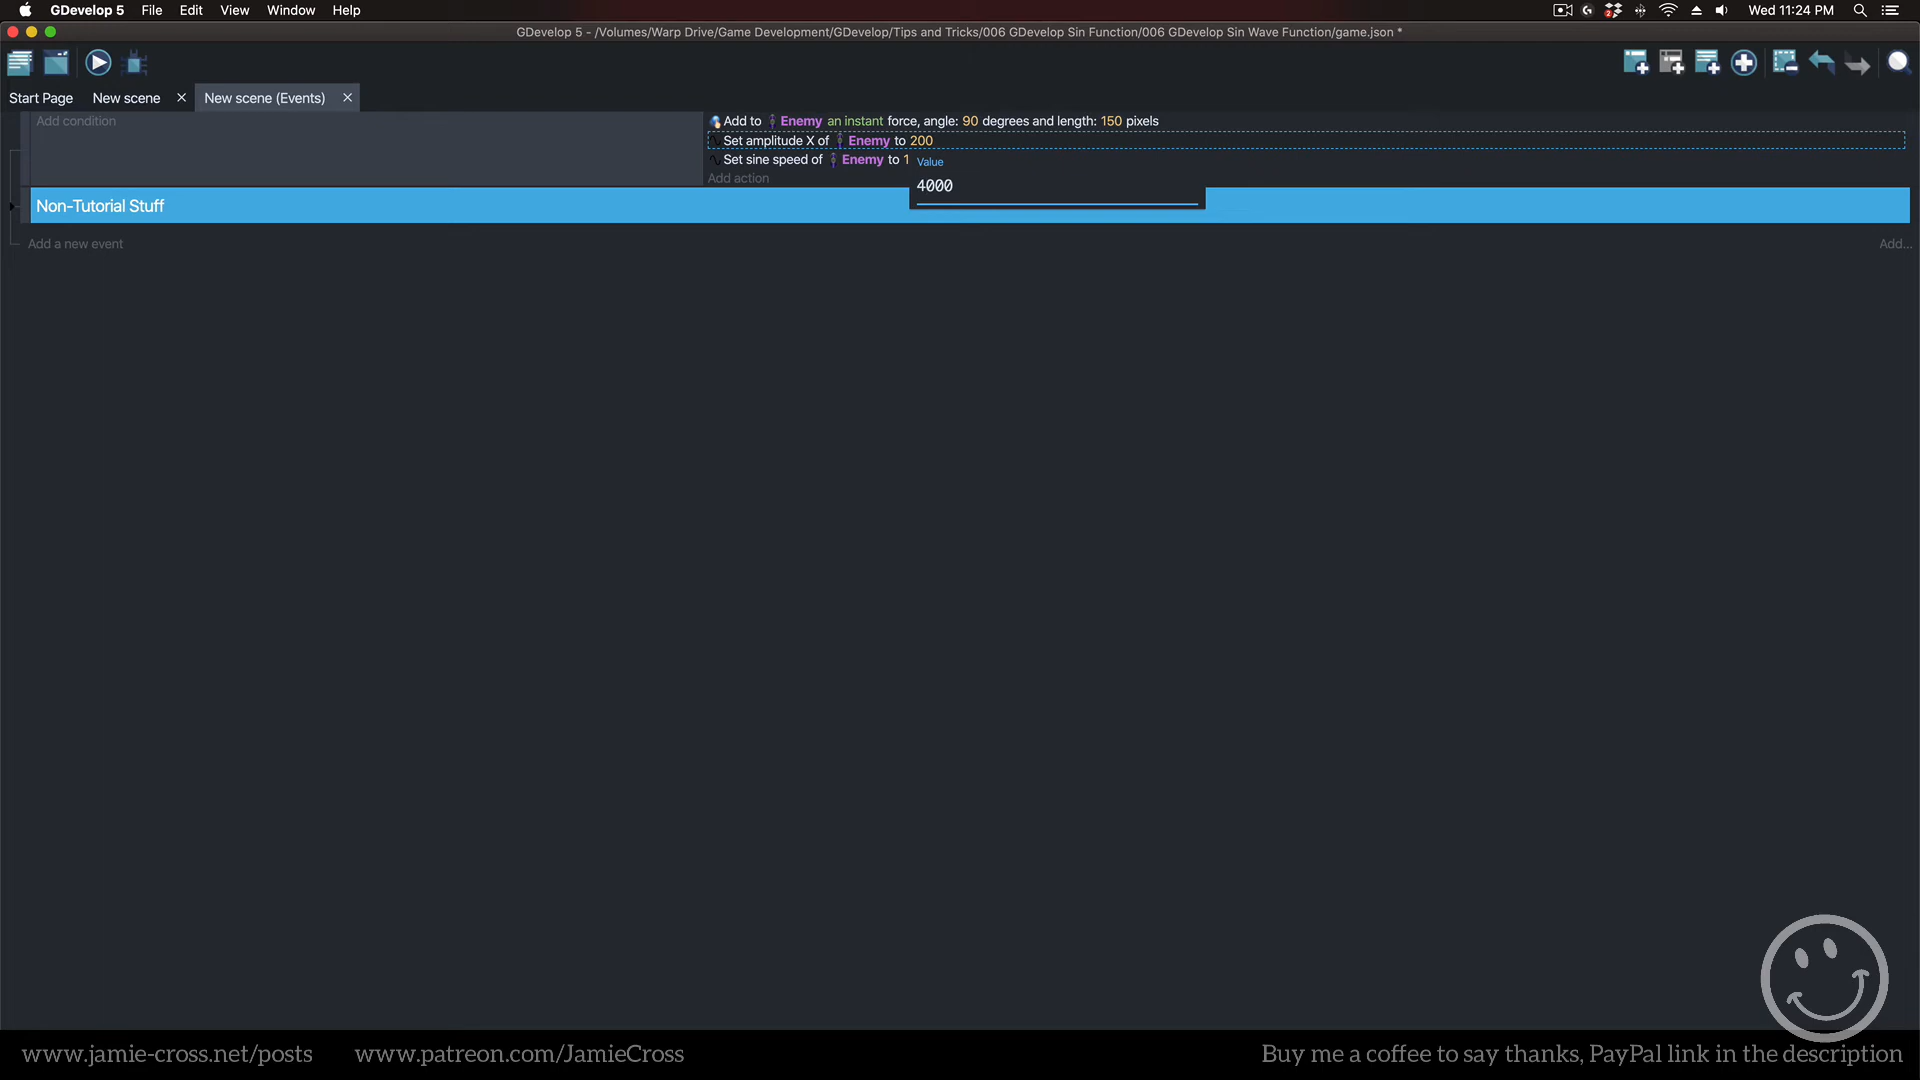 GDevelop 5 File Edit View Window Help
Wed 11:24 PM
GDevelop 5 - /Volumes/Warp Drive/Game Development/GDevelop/Tips and Tricks/006 GDevelop Sin Function/006 GDevelop Sin Wave Function/game.json *
Start Page New scene New scene (Events)
Add condition
Add to Enemy an instant force, angle: 90 degrees and length: 150 pixels
Set amplitude X of Enemy to 200
Set sine speed of Enemy to 1
Value
4000
Add action
Non-Tutorial Stuff
Add a new event
Add...
www.jamie-cross.net/posts
www.patreon.com/JamieCross
Buy me a coffee to say thanks, PayPal link in the description